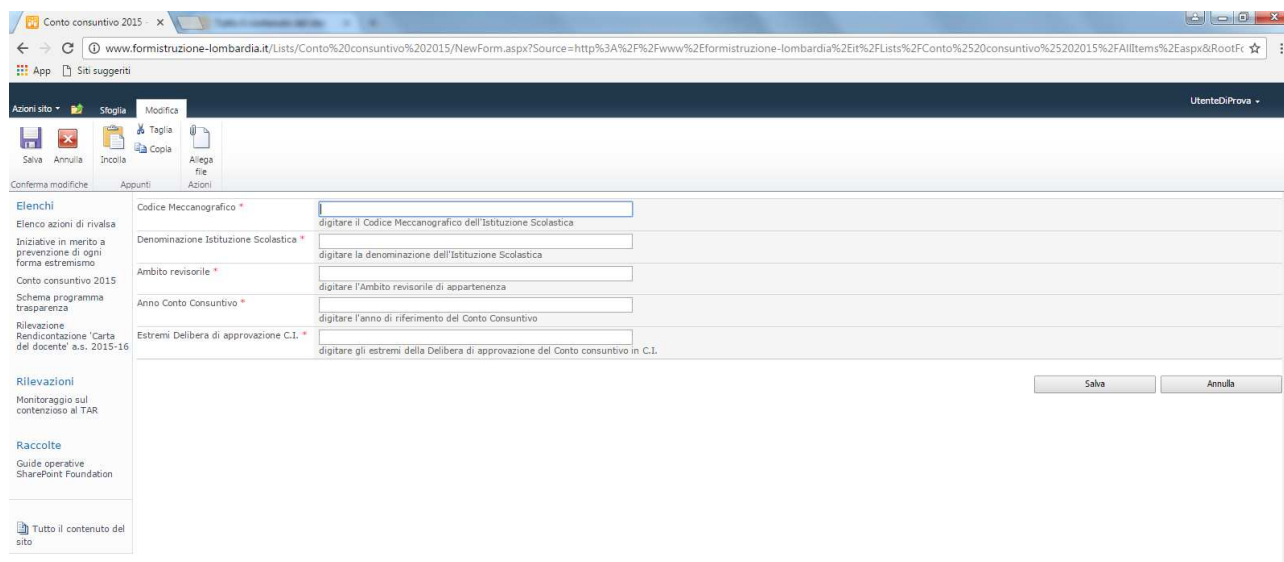 Conto consuntivo 2015 -
www.formistruzione-lombardia.it/Lists/Conto%20consuntivo%202015/NewForm.aspx?Source=http%3A%2F%2Fwww%2Eformistruzione-lombardia%2Eit%2FLists%2FConto%2520consuntivo%25202015%2FAllItems%2Easpx&RootFc
App Siti suggeriti
UtenteDiProva
Azioni sito Sfoglia Modifica
Salva Annulla Incolla Taglia Copia Allega file
Conferma modifiche Appunti Azioni
Elenchi
Elenco azioni di rivalsa
Iniziative in merito a
prevenzione di ogni
forma estremismo
Conto consuntivo 2015
Schema programma
trasparenza
Rilevazione
Rendicontazione 'Carta
del docente' a.s. 2015-16
Rilevazioni
Monitoraggio sul
contenzioso al TAR
Raccolte
Guide operative
SharePoint Foundation
Tutto il contenuto del
sito
Codice Meccanografico *
digitare il Codice Meccanografico dell'Istituzione Scolastica
Denominazione Istituzione Scolastica *
digitare la denominazione dell'Istituzione Scolastica
Ambito revisorile *
digitare l'Ambito revisorile di appartenenza
Anno Conto Consuntivo *
digitare l'anno di riferimento del Conto Consuntivo
Estremi Delibera di approvazione C.I. *
digitare gli estremi della Delibera di approvazione del Conto consuntivo in C.I.
Salva Annulla